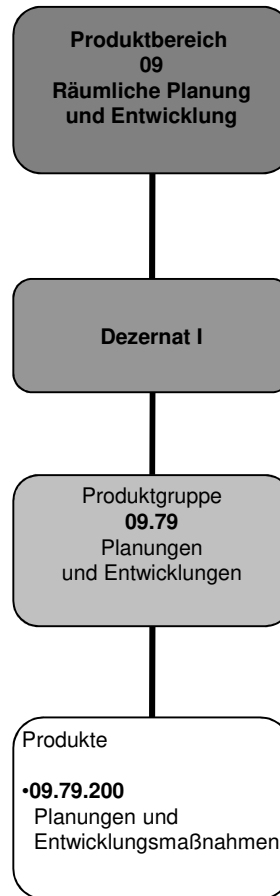 Produktbereich
09
Räumliche Planung
und Entwicklung
Dezernat I
Produktgruppe
09.79
Planungen
und Entwicklungen
Produkte
•09.79.200
Planungen und
Entwicklungsmaßnahmen